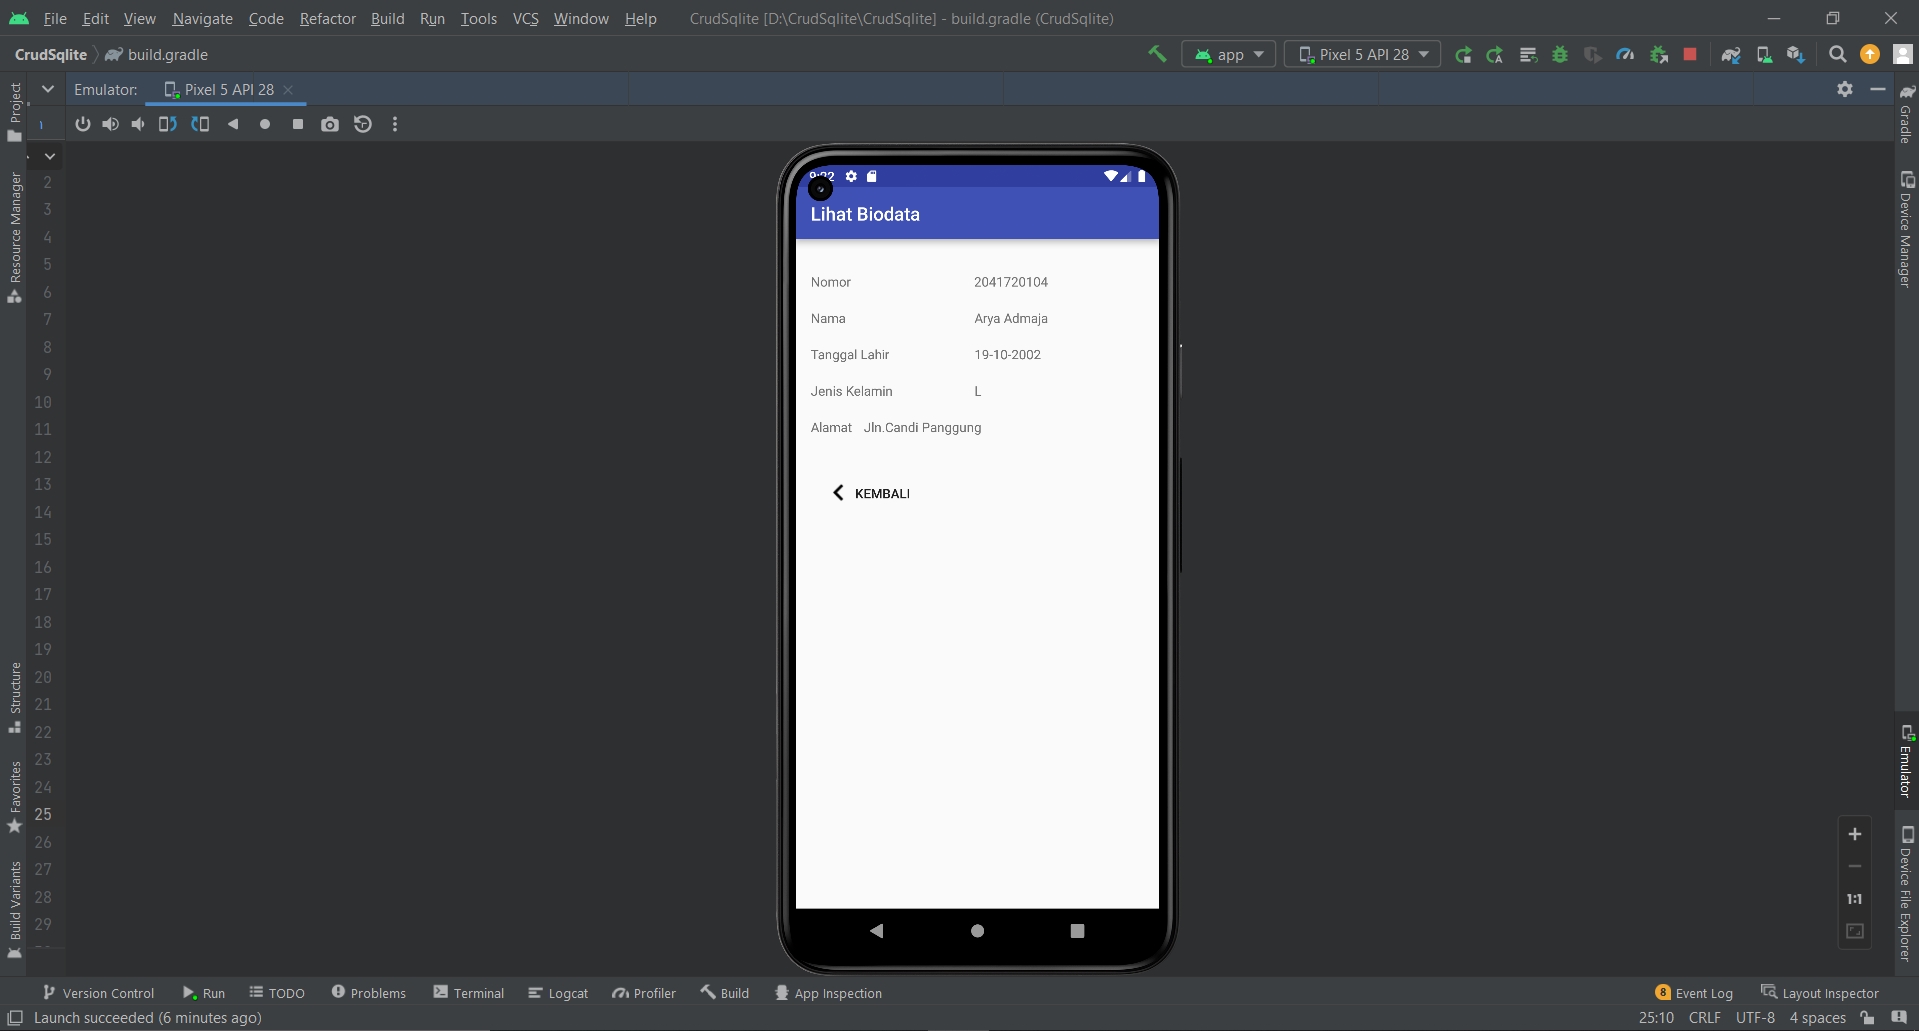 File Edit View Navigate Code Refactor Build Run Tools VCS Window Help CrudSqlite [D:\CrudSqlite\CrudSqlite] - build.gradle (CrudSqlite)
CrudSqlite build.gradle app Pixel 5 API 28
Emulator: Pixel 5 API 28
Project
Resource Manager
Structure
Favorites
Build Variants
1
2
3
4
5
6
7
8
9
10
11
12
13
14
15
16
17
18
19
20
21
22
23
24
25
26
27
28
29
9:22
Lihat Biodata
Nomor 2041720104
Nama Arya Admaja
Tanggal Lahir 19-10-2002
Jenis Kelamin L
Alamat Jln.Candi Panggung
KEMBALI
Gradle
Device Manager
Emulator
Device File Explorer
1:1
Version Control Run TODO Problems Terminal Logcat Profiler Build App Inspection 8 Event Log Layout Inspector
Launch succeeded (6 minutes ago) 25:10 CRLF UTF-8 4 spaces